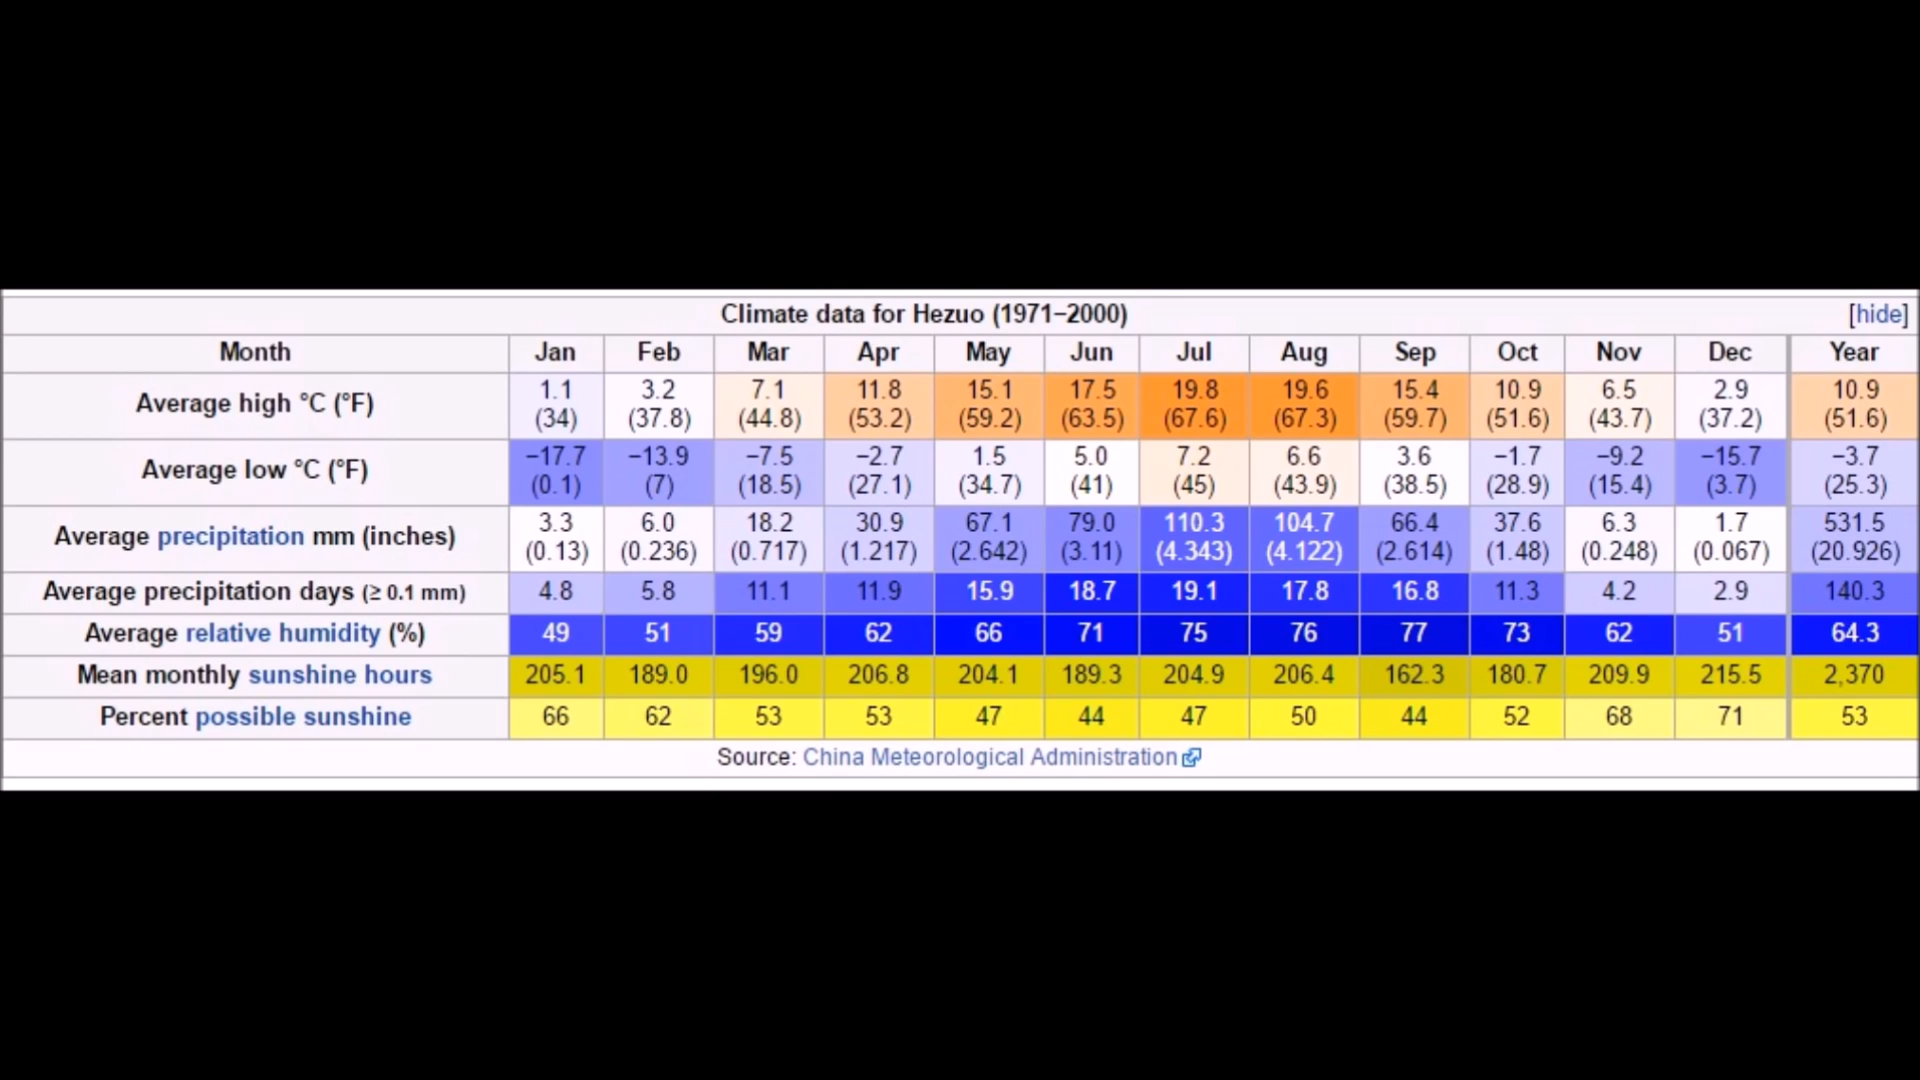 Climate data for Hezuo (1971–2000) [hide]
Month Jan Feb Mar Apr May Jun Jul Aug Sep Oct Nov Dec Year
Average high °C (°F) 1.1 (34) 3.2 (37.8) 7.1 (44.8) 11.8 (53.2) 15.1 (59.2) 17.5 (63.5) 19.8 (67.6) 19.6 (67.3) 15.4 (59.7) 10.9 (51.6) 6.5 (43.7) 2.9 (37.2) 10.9 (51.6)
Average low °C (°F) −17.7 (0.1) −13.9 (7) −7.5 (18.5) −2.7 (27.1) 1.5 (34.7) 5.0 (41) 7.2 (45) 6.6 (43.9) 3.6 (38.5) −1.7 (28.9) −9.2 (15.4) −15.7 (3.7) −3.7 (25.3)
Average precipitation mm (inches) 3.3 (0.13) 6.0 (0.236) 18.2 (0.717) 30.9 (1.217) 67.1 (2.642) 79.0 (3.11) 110.3 (4.343) 104.7 (4.122) 66.4 (2.614) 37.6 (1.48) 6.3 (0.248) 1.7 (0.067) 531.5 (20.926)
Average precipitation days (≥ 0.1 mm) 4.8 5.8 11.1 11.9 15.9 18.7 19.1 17.8 16.8 11.3 4.2 2.9 140.3
Average relative humidity (%) 49 51 59 62 66 71 75 76 77 73 62 51 64.3
Mean monthly sunshine hours 205.1 189.0 196.0 206.8 204.1 189.3 204.9 206.4 162.3 180.7 209.9 215.5 2,370
Percent possible sunshine 66 62 53 53 47 44 47 50 44 52 68 71 53
Source: China Meteorological Administration